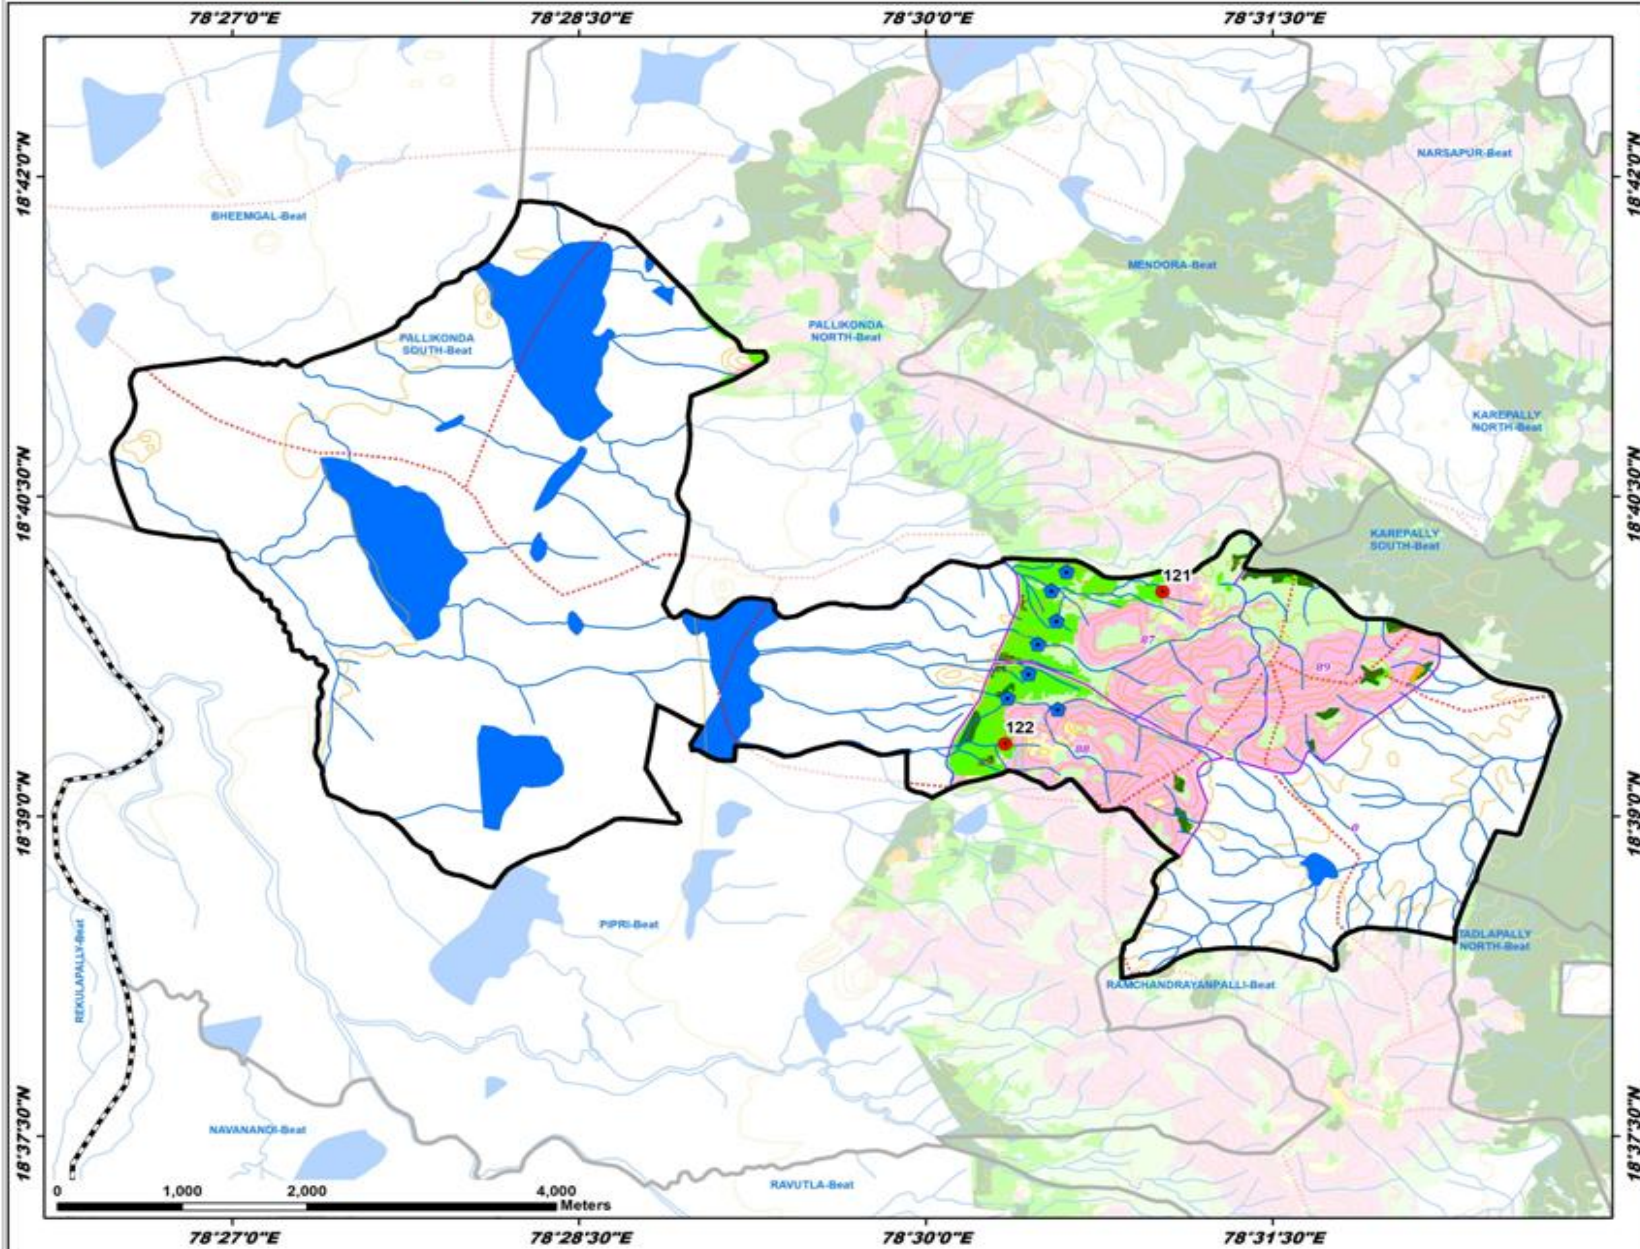 78°27'0"E
78°28'30"E
78°30'0"E
78°31'30"E
18°42'0"N
18°42'0"N
NARSAPUR-Beat
BHEEMGAL-Beat
MENDORA-Beat
PALLIKONDA
SOUTH-Beat
PALLIKONDA
NORTH-Beat
KAREPALLY
NORTH-Beat
18°40'30"N
18°40'30"N
KAREPALLY
SOUTH-Beat
121
87
89
122
88
18°39'0"N
18°39'0"N
0
PIPRI-Beat
REKULAPALLY-Beat
TADLAPALLY
NORTH-Beat
RAMCHANDRAYANPALLI-Beat
18°37'30"N
18°37'30"N
NAVANANDI-Beat
RAVUTLA-Beat
0 1,000 2,000 4,000
Meters
78°27'0"E
78°28'30"E
78°30'0"E
78°31'30"E